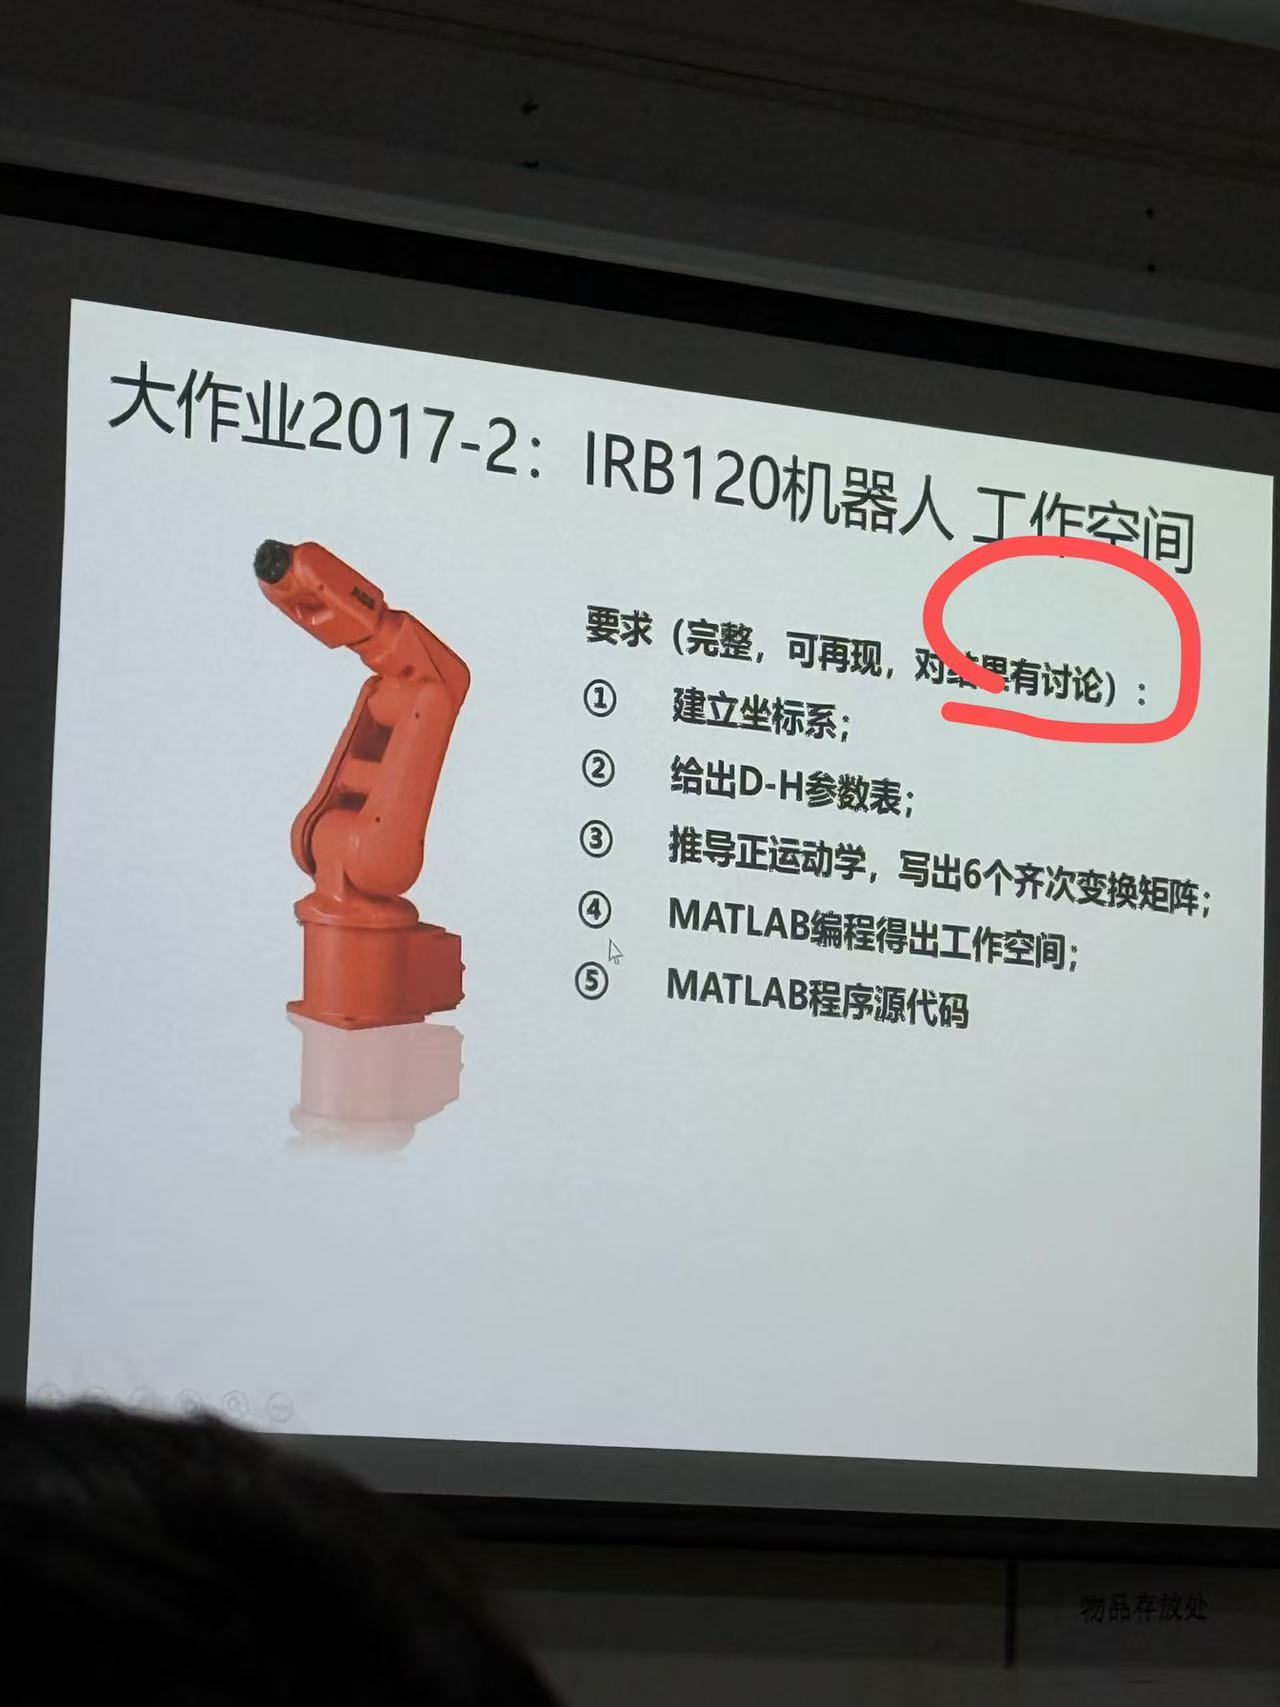 大作业2017-2：IRB120机器人 工作空间
要求（完整，可再现，对结果有讨论）：
① 建立坐标系；
② 给出D-H参数表；
③ 推导正运动学，写出6个齐次变换矩阵；
④ MATLAB编程得出工作空间；
⑤ MATLAB程序源代码
物品存放处